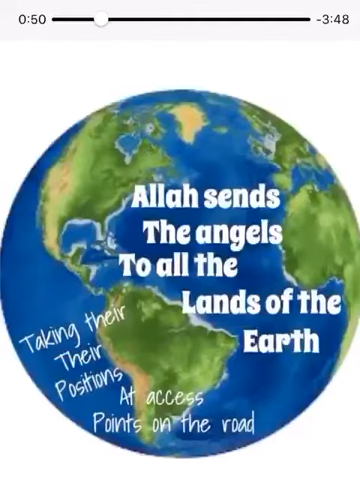 0:50 -3:48
Allah sends
The angels
To all the
Lands of the
Earth
Taking their
Their
Positions
At access
Points on the road